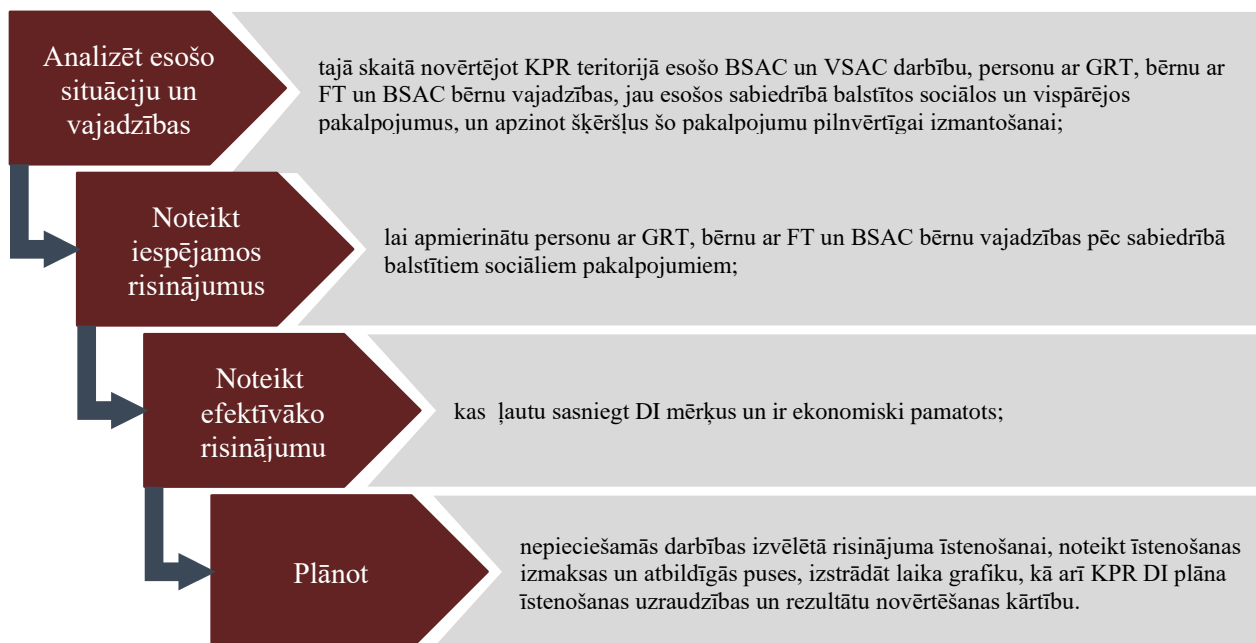 Analizēt esošo
situāciju un
vajadzības
tajā skaitā novērtējot KPR teritorijā esošo BSAC un VSAC darbību, personu ar GRT, bērnu ar
FT un BSAC bērnu vajadzības, jau esošos sabiedrībā balstītos sociālos un vispārējos
pakalpojumus, un apzinot šķēršļus šo pakalpojumu pilnvērtīgai izmantošanai;
Noteikt
iespējamos
risinājumus
lai apmierinātu personu ar GRT, bērnu ar FT un BSAC bērnu vajadzības pēc sabiedrībā
balstītiem sociāliem pakalpojumiem;
Noteikt
efektīvāko
risinājumu
kas ļautu sasniegt DI mērķus un ir ekonomiski pamatots;
Plānot
nepieciešamās darbības izvēlētā risinājuma īstenošanai, noteikt īstenošanas
izmaksas un atbildīgās puses, izstrādāt laika grafiku, kā arī KPR DI plāna
īstenošanas uzraudzības un rezultātu novērtēšanas kārtību.